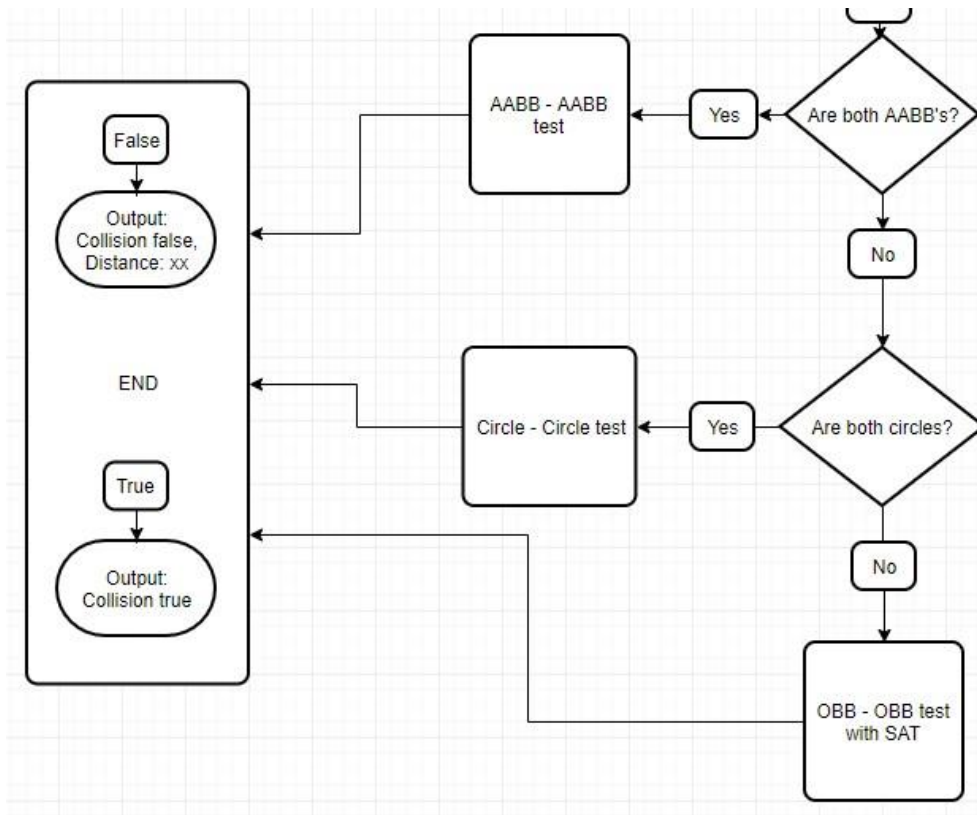 AABB - AABB
test
Yes
Are both AABB's?
False
Output:
Collision false,
Distance: xx
No
END
Circle - Circle test
Yes
Are both circles?
True
Output:
Collision true
No
OBB - OBB test
with SAT